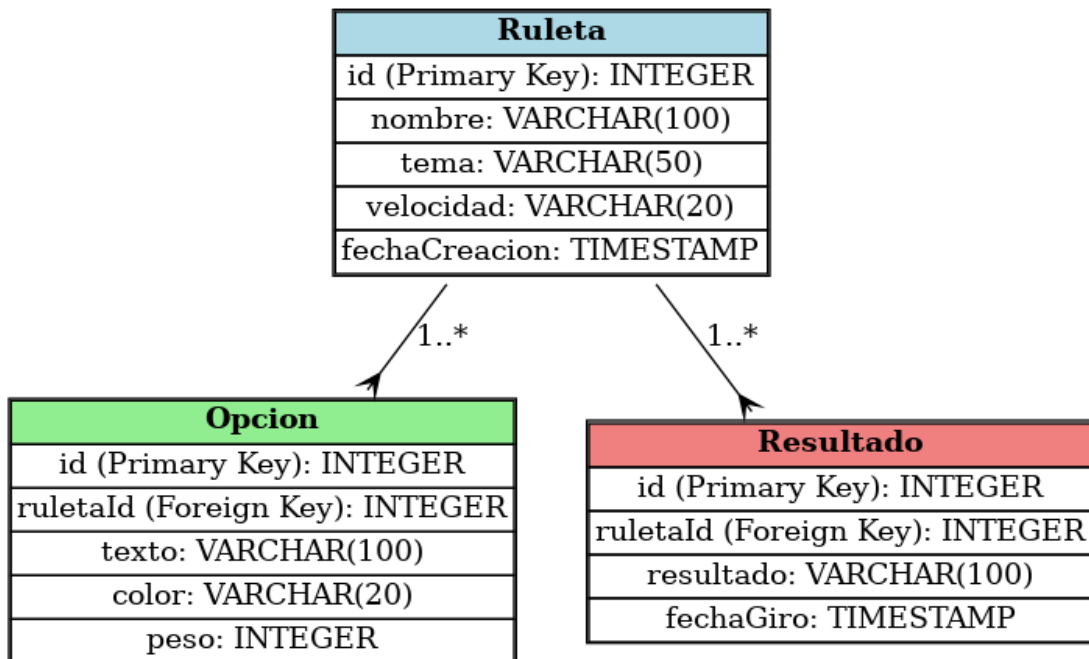 Ruleta
id (Primary Key): INTEGER
nombre: VARCHAR(100)
tema: VARCHAR(50)
velocidad: VARCHAR(20)
fechaCreacion: TIMESTAMP
1..*
1..*
Opcion
id (Primary Key): INTEGER
ruletaId (Foreign Key): INTEGER
texto: VARCHAR(100)
color: VARCHAR(20)
peso: INTEGER
Resultado
id (Primary Key): INTEGER
ruletaId (Foreign Key): INTEGER
resultado: VARCHAR(100)
fechaGiro: TIMESTAMP